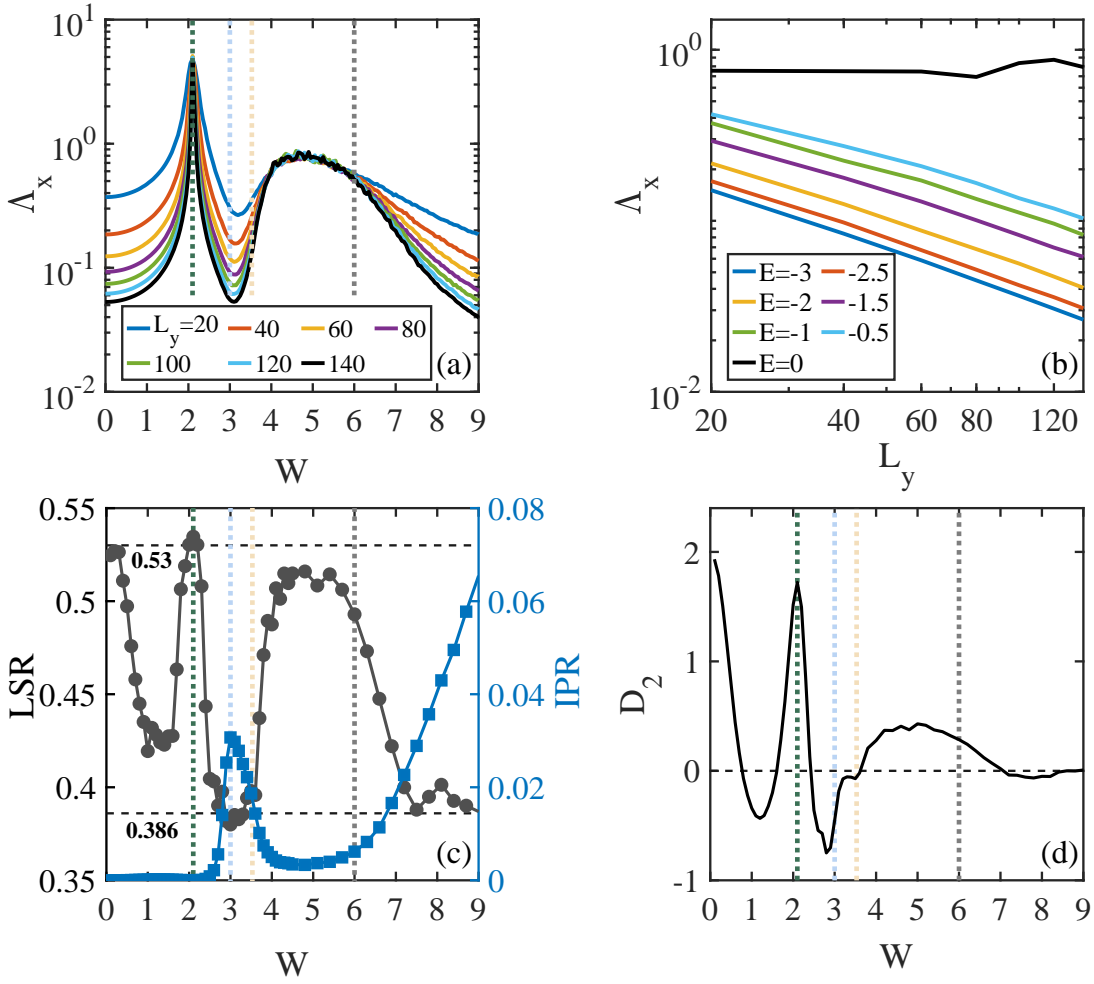 10^1
10^0
10^-1
10^-2
Λ_x
L_y=20 40 60 80
100 120 140
(a)
0 1 2 3 4 5 6 7 8 9
W
10^0
10^-2
Λ_x
E=-3 -2.5
E=-2 -1.5
E=-1 -0.5
E=0
(b)
20 40 60 80 120
L_y
0.55
0.5
0.45
0.4
0.35
LSR
0.53
0.386
0.08
0.06
0.04
0.02
0
IPR
(c)
0 1 2 3 4 5 6 7 8 9
W
2
1
0
-1
D_2
(d)
0 1 2 3 4 5 6 7 8 9
W